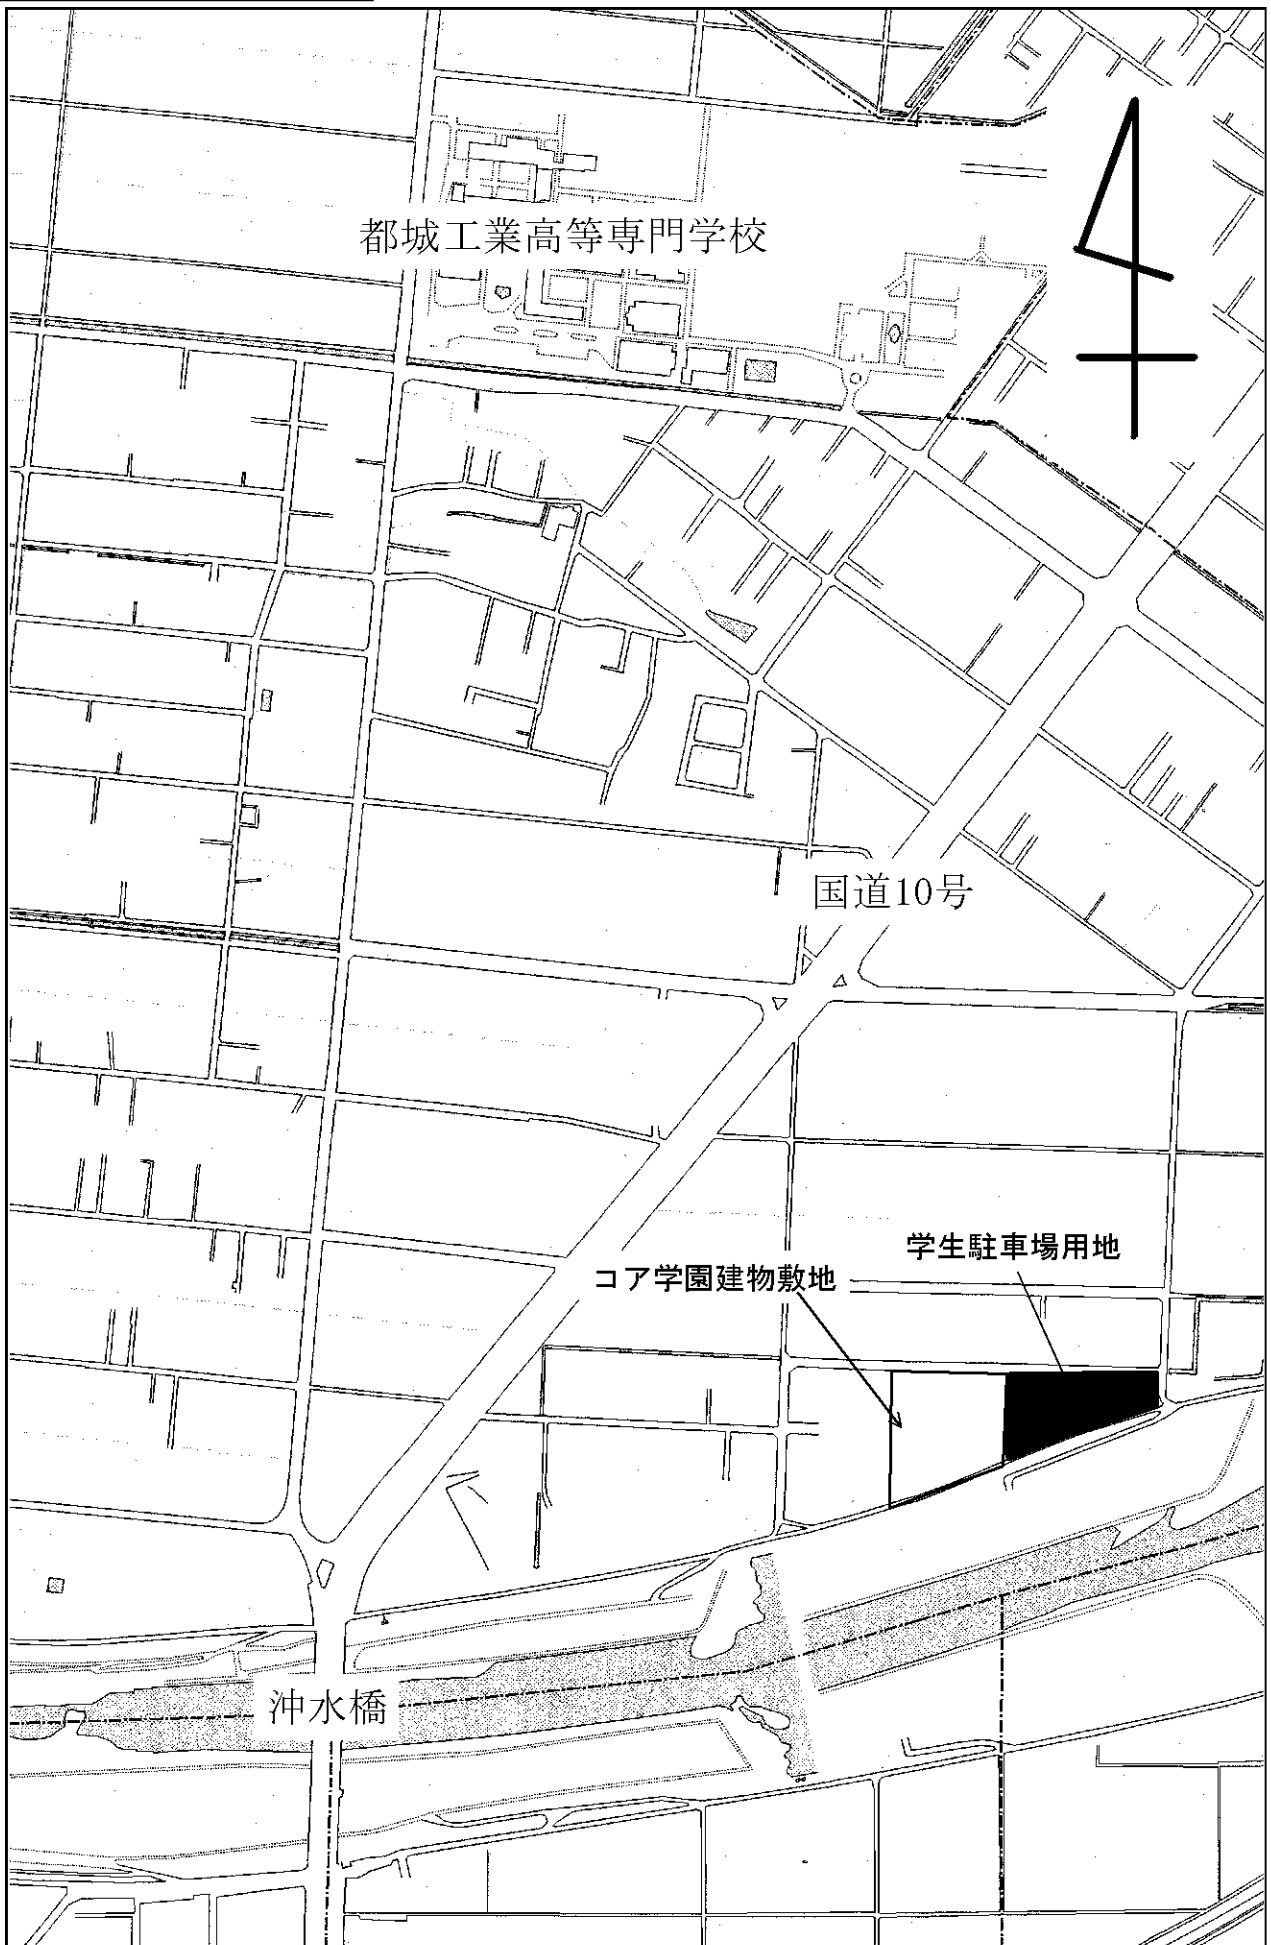 都城工業高等専門学校
国道10号
学生駐車場用地
コア学園建物敷地
沖水橋